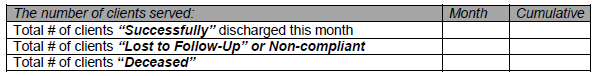 The number of clients served: Month Cumulative
Total # of clients “Successfully” discharged this month
Total # of clients “Lost to Follow-Up” or Non-compliant
Total # of clients “Deceased”